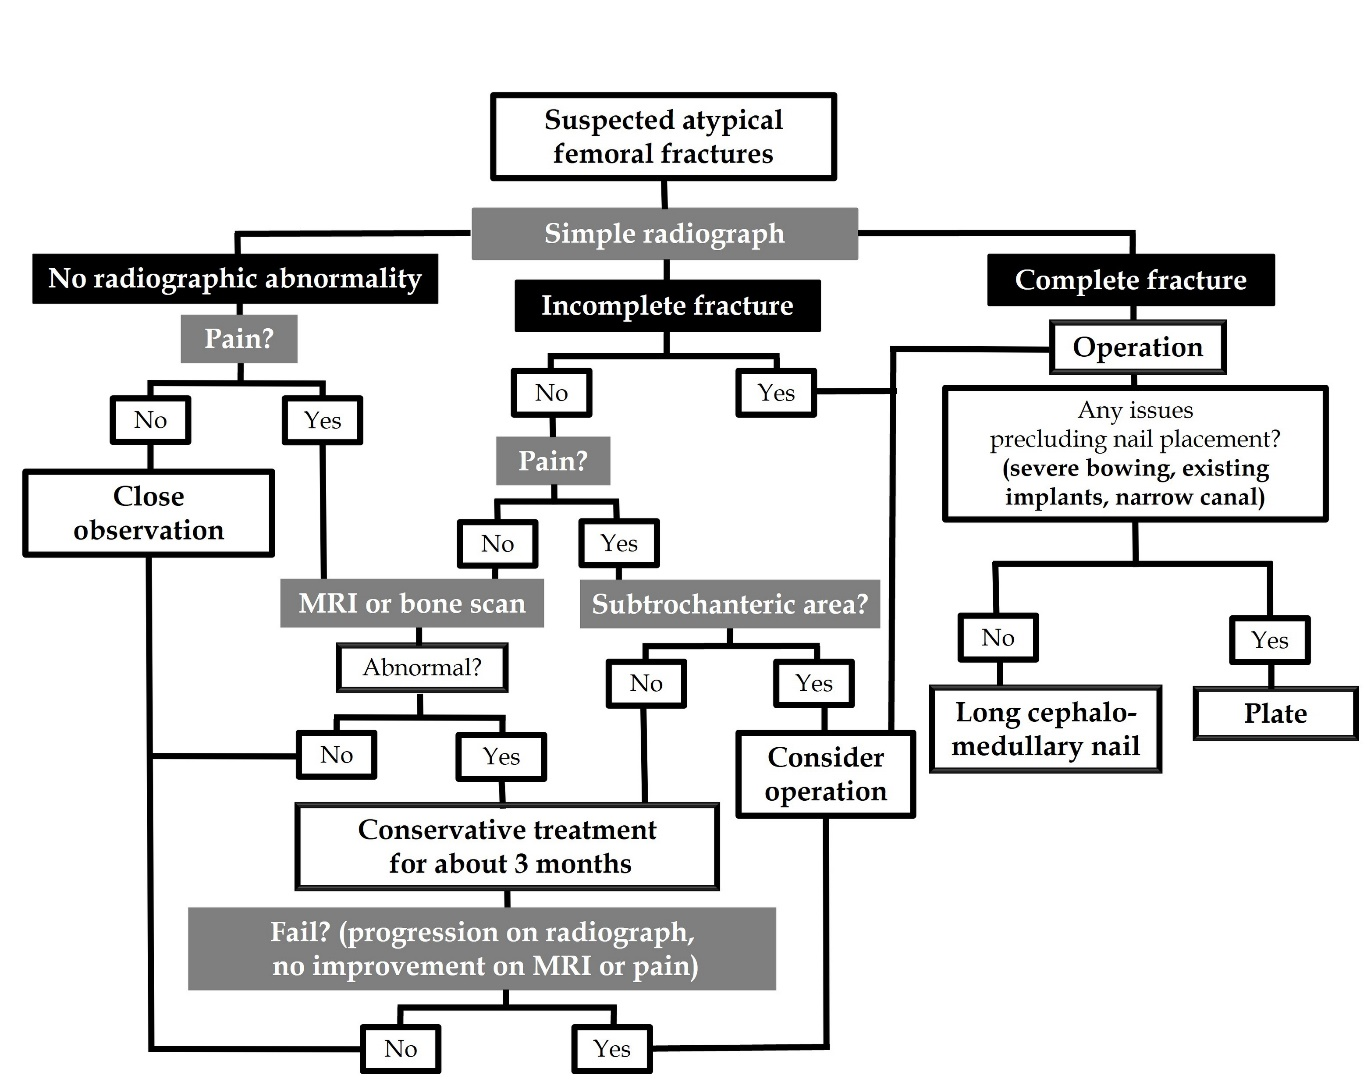 Suspected atypical
femoral fractures
Simple radiograph
No radiographic abnormality
Incomplete fracture
Complete fracture
Pain?
No
Yes
Close
observation
No
Yes
Pain?
No
Yes
Operation
Any issues
precluding nail placement?
(severe bowing, existing
implants, narrow canal)
MRI or bone scan
Subtrochanteric area?
Abnormal?
No
Yes
No
Yes
No
Yes
Long cephalo-
medullary nail
Plate
Consider
operation
Conservative treatment
for about 3 months
Fail? (progression on radiograph,
no improvement on MRI or pain)
No
Yes